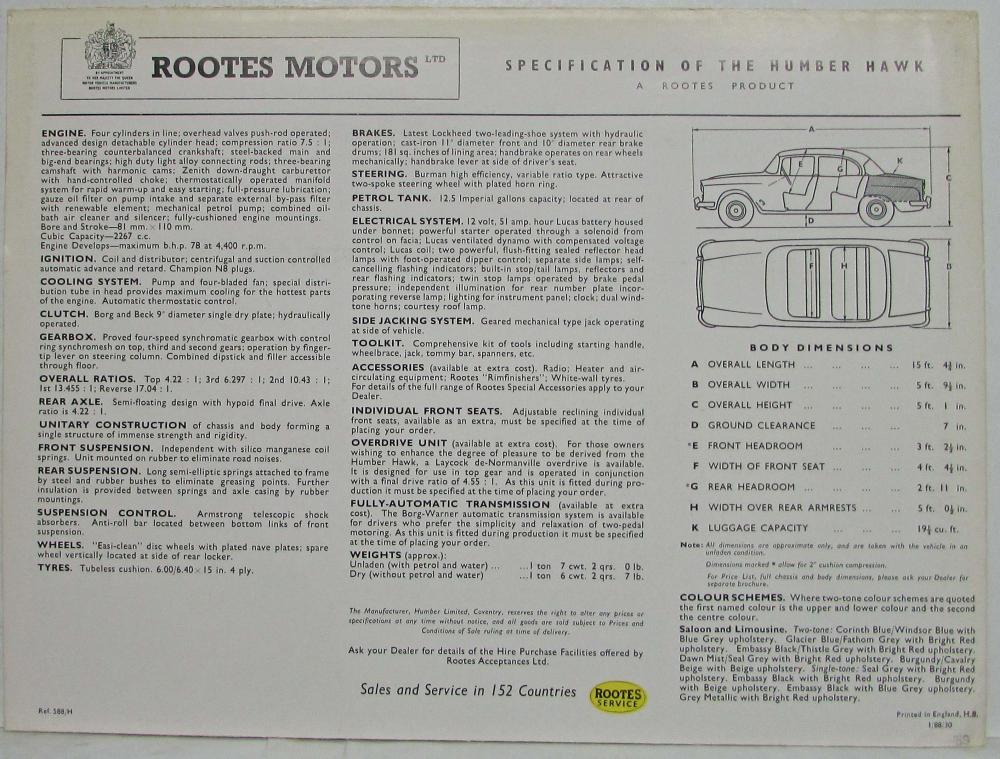 BY APPOINTMENT
TO HER MAJESTY THE QUEEN
MOTOR VEHICLE MANUFACTURERS
ROOTES MOTORS LIMITED
ROOTES MOTORS LTD
SPECIFICATION OF THE HUMBER HAWK
A ROOTES PRODUCT
ENGINE. Four cylinders in line; overhead valves push-rod operated;
advanced design detachable cylinder head; compression ratio 7.5 : 1;
three-bearing counterbalanced crankshaft; steel-backed main and
big-end bearings; high duty light alloy connecting rods; three-bearing
camshaft with harmonic cams; Zenith down-draught carburettor
with hand-controlled choke; thermostatically operated manifold
system for rapid warm-up and easy starting; full-pressure lubrication;
gauze oil filter on pump intake and separate external by-pass filter
with renewable element; mechanical petrol pump; combined oil-
bath air cleaner and silencer; fully-cushioned engine mountings.
Bore and Stroke—81 mm. × 110 mm.
Cubic Capacity—2267 c.c.
Engine Develops—maximum b.h.p. 78 at 4,400 r.p.m.
IGNITION. Coil and distributor; centrifugal and suction controlled
automatic advance and retard. Champion N8 plugs.
COOLING SYSTEM. Pump and four-bladed fan; special distri-
bution tube in head provides maximum cooling for the hottest parts
of the engine. Automatic thermostatic control.
CLUTCH. Borg and Beck 9" diameter single dry plate; hydraulically
operated.
GEARBOX. Proved four-speed synchromatic gearbox with control
ring synchromesh on top, third and second gears; operation by finger-
tip lever on steering column. Combined dipstick and filler accessible
through floor.
OVERALL RATIOS. Top 4.22 : 1; 3rd 6.297 : 1; 2nd 10.43 : 1;
1st 13.455 : 1; Reverse 17.04 : 1.
REAR AXLE. Semi-floating design with hypoid final drive. Axle
ratio is 4.22 : 1.
UNITARY CONSTRUCTION of chassis and body forming a
single structure of immense strength and rigidity.
FRONT SUSPENSION. Independent with silico manganese coil
springs. Unit mounted on rubber to eliminate road noises.
REAR SUSPENSION. Long semi-elliptic springs attached to frame
by steel and rubber bushes to eliminate greasing points. Further
insulation is provided between springs and axle casing by rubber
mountings.
SUSPENSION CONTROL. Armstrong telescopic shock
absorbers. Anti-roll bar located between bottom links of front
suspension.
WHEELS. "Easi-clean" disc wheels with plated nave plates; spare
wheel vertically located at side of rear locker.
TYRES. Tubeless cushion. 6.00/6.40 × 15 in. 4 ply.
BRAKES. Latest Lockheed two-leading-shoe system with hydraulic
operation; cast-iron 11" diameter front and 10" diameter rear brake
drums; 181 sq. inches of lining area; handbrake operates on rear wheels
mechanically; handbrake lever at side of driver's seat.
STEERING. Burman high efficiency, variable ratio type. Attractive
two-spoke steering wheel with plated horn ring.
PETROL TANK. 12.5 Imperial gallons capacity; located at rear of
chassis.
ELECTRICAL SYSTEM. 12 volt, 51 amp. hour Lucas battery housed
under bonnet; powerful starter operated through a solenoid from
control on facia; Lucas ventilated dynamo with compensated voltage
control; Lucas coil; two powerful, flush-fitting sealed reflector head
lamps with foot-operated dipper control; separate side lamps; self-
cancelling flashing indicators; built-in stop/tail lamps, reflectors and
rear flashing indicators; twin stop lamps operated by brake pedal
pressure; independent illumination for rear number plate incor-
porating reverse lamp; lighting for instrument panel; clock; dual wind-
tone horns; courtesy roof lamp.
SIDE JACKING SYSTEM. Geared mechanical type jack operating
at side of vehicle.
TOOLKIT. Comprehensive kit of tools including starting handle,
wheelbrace, jack, tommy bar, spanners, etc.
ACCESSORIES (available at extra cost). Radio; Heater and air-
circulating equipment; Rootes "Rimfinishers"; White-wall tyres.
For details of the full range of Rootes Special Accessories apply to your
Dealer.
INDIVIDUAL FRONT SEATS. Adjustable reclining individual
front seats, available as an extra, must be specified at the time of
placing your order.
OVERDRIVE UNIT (available at extra cost). For those owners
wishing to enhance the degree of pleasure to be derived from the
Humber Hawk, a Laycock de-Normanville overdrive is available.
It is designed for use in top gear and is operated in conjunction
with a final drive ratio of 4.55 : 1. As this unit is fitted during pro-
duction it must be specified at the time of placing your order.
FULLY-AUTOMATIC TRANSMISSION (available at extra
cost). The Borg-Warner automatic transmission system is available
for drivers who prefer the simplicity and relaxation of two-pedal
motoring. As this unit is fitted during production it must be specified
at the time of placing your order.
WEIGHTS (approx.):
Unladen (with petrol and water) ... ...1 ton 7 cwt. 2 qrs. 0 lb.
Dry (without petrol and water) ...1 ton 6 cwt. 2 qrs. 7 lb.
The Manufacturer, Humber Limited, Coventry, reserves the right to alter any prices or
specifications at any time without notice, and all goods are sold subject to Prices and
Conditions of Sale ruling at time of delivery.
Ask your Dealer for details of the Hire Purchase Facilities offered by
Rootes Acceptances Ltd.
Sales and Service in 152 Countries
ROOTES
SERVICE
A
E
G
K
C
D
F
H
B
BODY DIMENSIONS
A OVERALL LENGTH ... ... ... ... 15 ft. 4¾ in.
B OVERALL WIDTH ... ... ... ... 5 ft. 9½ in.
C OVERALL HEIGHT ... ... ... 5 ft. 1 in.
D GROUND CLEARANCE ... ... ... 7 in.
*E FRONT HEADROOM ... ... ... 3 ft. 2½ in.
F WIDTH OF FRONT SEAT ... ... ... 4 ft. 4½ in.
*G REAR HEADROOM ... ... ... 2 ft. 11 in.
H WIDTH OVER REAR ARMRESTS ... ... 5 ft. 0½ in.
K LUGGAGE CAPACITY ... ... ... 19½ cu. ft.
Note: All dimensions are approximate only, and are taken with the vehicle in an
unladen condition.
Dimensions marked * allow for 2" cushion compression.
For Price List, full chassis and body dimensions, please ask your Dealer for
separate brochure.
COLOUR SCHEMES. Where two-tone colour schemes are quoted
the first named colour is the upper and lower colour and the second
the centre colour.
Saloon and Limousine. Two-tone: Corinth Blue/Windsor Blue with
Blue Grey upholstery. Glacier Blue/Fathom Grey with Bright Red
upholstery. Embassy Black/Thistle Grey with Bright Red upholstery.
Dawn Mist/Seal Grey with Bright Red upholstery. Burgundy/Cavalry
Beige with Beige upholstery. Single-tone: Seal Grey with Bright Red
upholstery. Embassy Black with Bright Red upholstery. Burgundy
with Beige upholstery. Embassy Black with Blue Grey upholstery.
Grey Metallic with Bright Red upholstery.
Ref. 588/H
Printed in England, H.B.
1/88/30
59